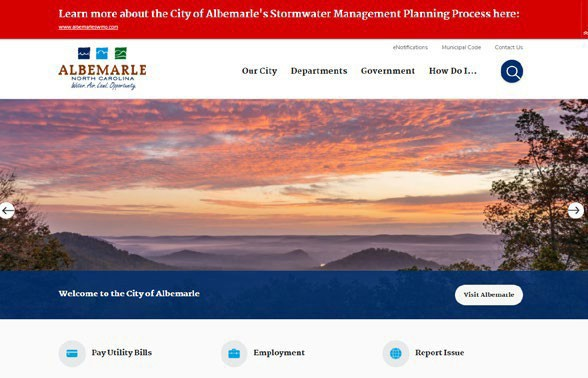 Learn more about the City of Albemarle's Stormwater Management Planning Process here:
www.albemarleswmp.com
eNotifications Municipal Code Contact Us
ALBEMARLE
NORTH CAROLINA
Water. Air. Land. Opportunity.
Our City Departments Government How Do I...
Welcome to the City of Albemarle
Visit Albemarle
Pay Utility Bills
Employment
Report Issue